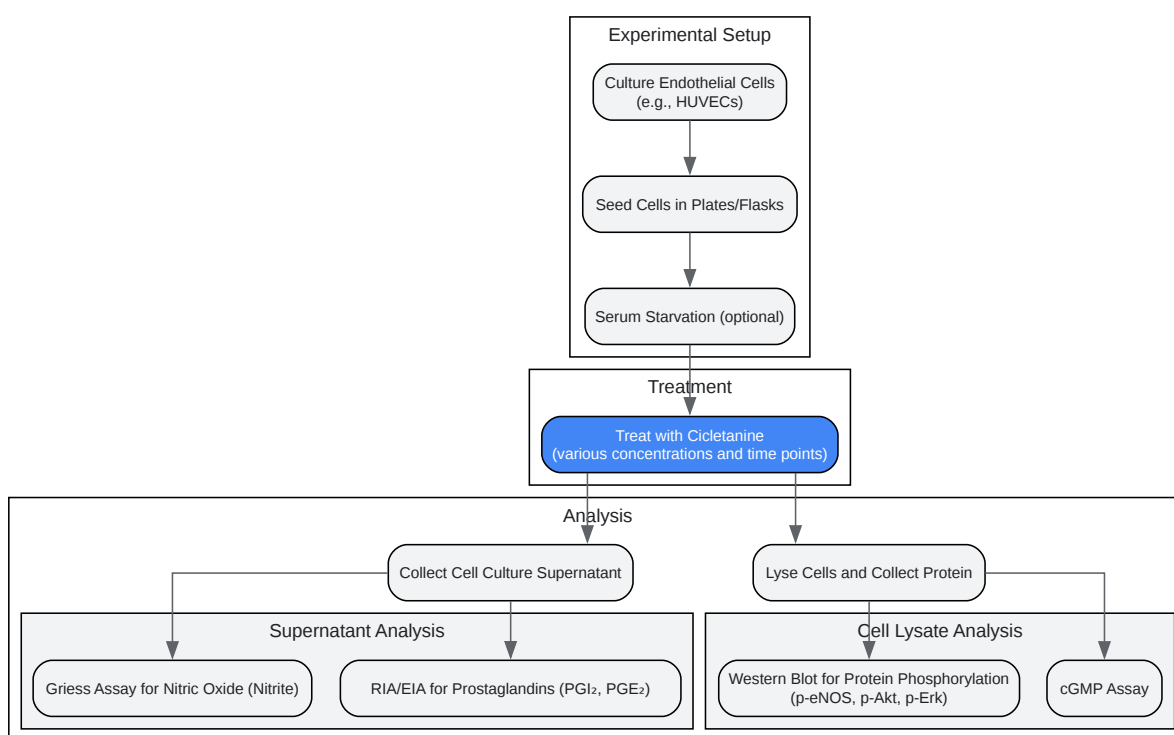 Experimental Setup
Culture Endothelial Cells
(e.g., HUVECs)
Seed Cells in Plates/Flasks
Serum Starvation (optional)
Treatment
Treat with Cicletanine
(various concentrations and time points)
Analysis
Collect Cell Culture Supernatant
Lyse Cells and Collect Protein
Supernatant Analysis
Griess Assay for Nitric Oxide (Nitrite)
RIA/EIA for Prostaglandins (PGI₂, PGE₂)
Cell Lysate Analysis
Western Blot for Protein Phosphorylation
(p-eNOS, p-Akt, p-Erk)
cGMP Assay